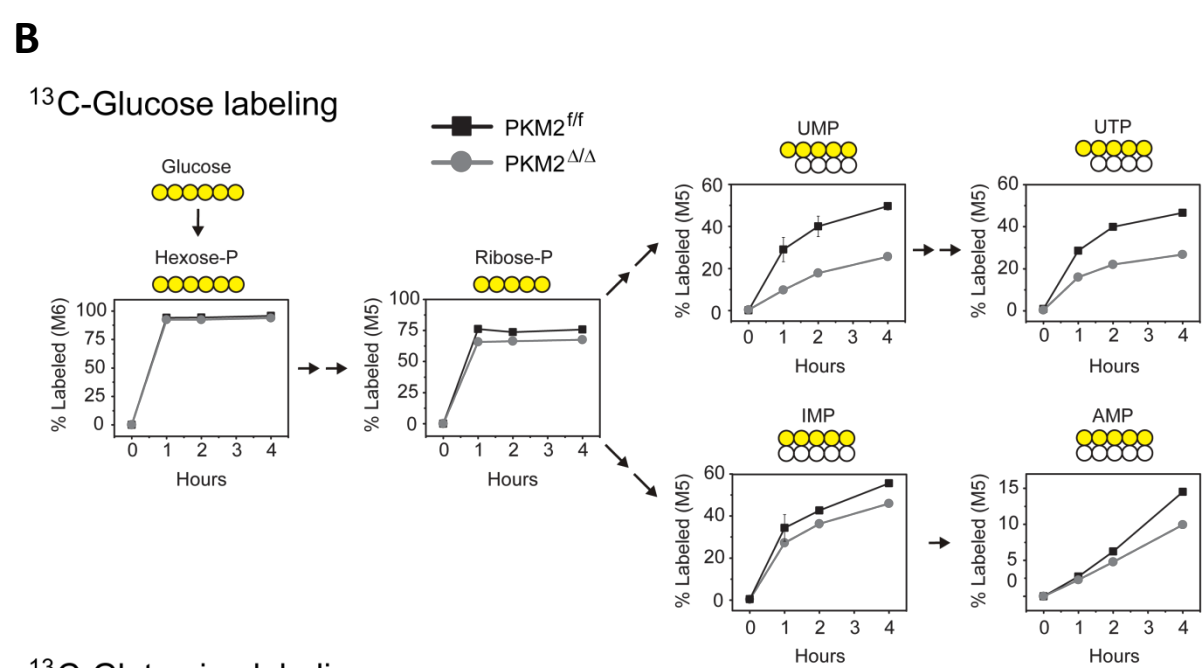 B
¹³C-Glucose labeling
PKM2^f/f
PKM2^Δ/Δ
Glucose
Hexose-P
% Labeled (M6)
100
75
50
25
0
0 1 2 3 4
Hours
Ribose-P
% Labeled (M5)
100
75
50
25
0
0 1 2 3 4
Hours
UMP
% Labeled (M5)
60
40
20
0
0 1 2 3 4
Hours
UTP
% Labeled (M5)
60
40
20
0
0 1 2 3 4
Hours
IMP
% Labeled (M5)
60
40
20
0
0 1 2 3 4
Hours
AMP
% Labeled (M5)
15
10
5
0
0 1 2 3 4
Hours